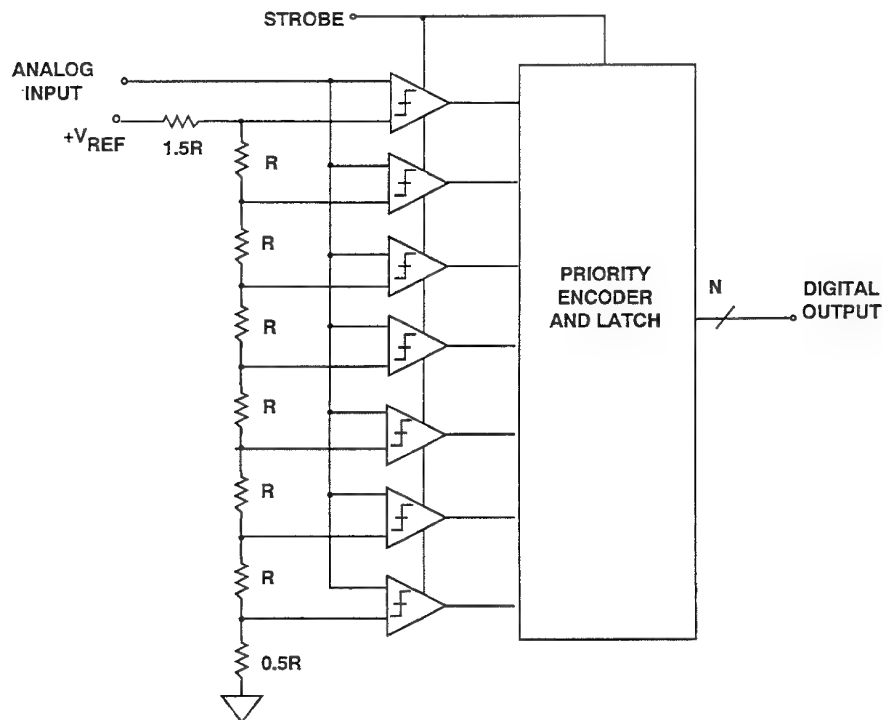 STROBE
ANALOG
INPUT
+VREF
1.5R
R
R
R
R
R
R
0.5R
PRIORITY
ENCODER
AND LATCH
N
DIGITAL
OUTPUT